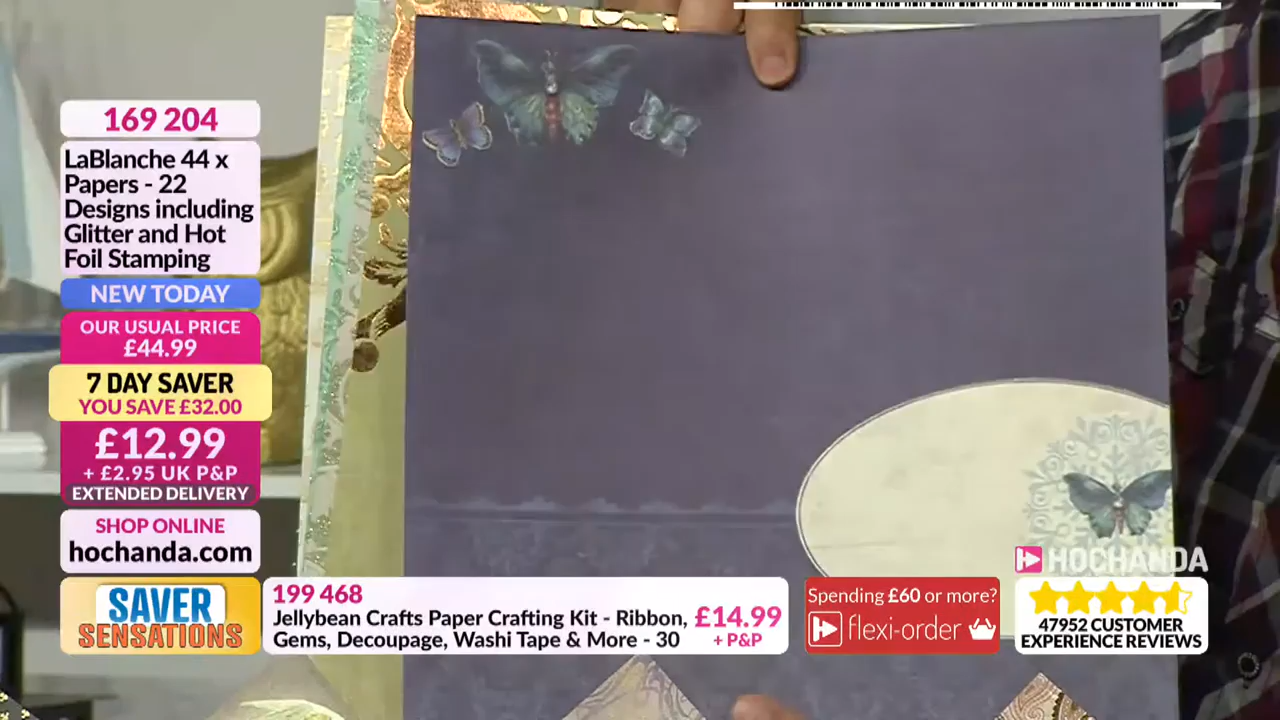 169 204
LaBlanche 44 x
Papers - 22
Designs including
Glitter and Hot
Foil Stamping
NEW TODAY
OUR USUAL PRICE
£44.99
7 DAY SAVER
YOU SAVE £32.00
£12.99
+ £2.95 UK P&P
EXTENDED DELIVERY
SHOP ONLINE
hochanda.com
SAVER
SENSATIONS
199 468
Jellybean Crafts Paper Crafting Kit - Ribbon,
Gems, Decoupage, Washi Tape & More - 30
£14.99
+ P&P
Spending £60 or more?
flexi-order
HOCHANDA
47952 CUSTOMER
EXPERIENCE REVIEWS